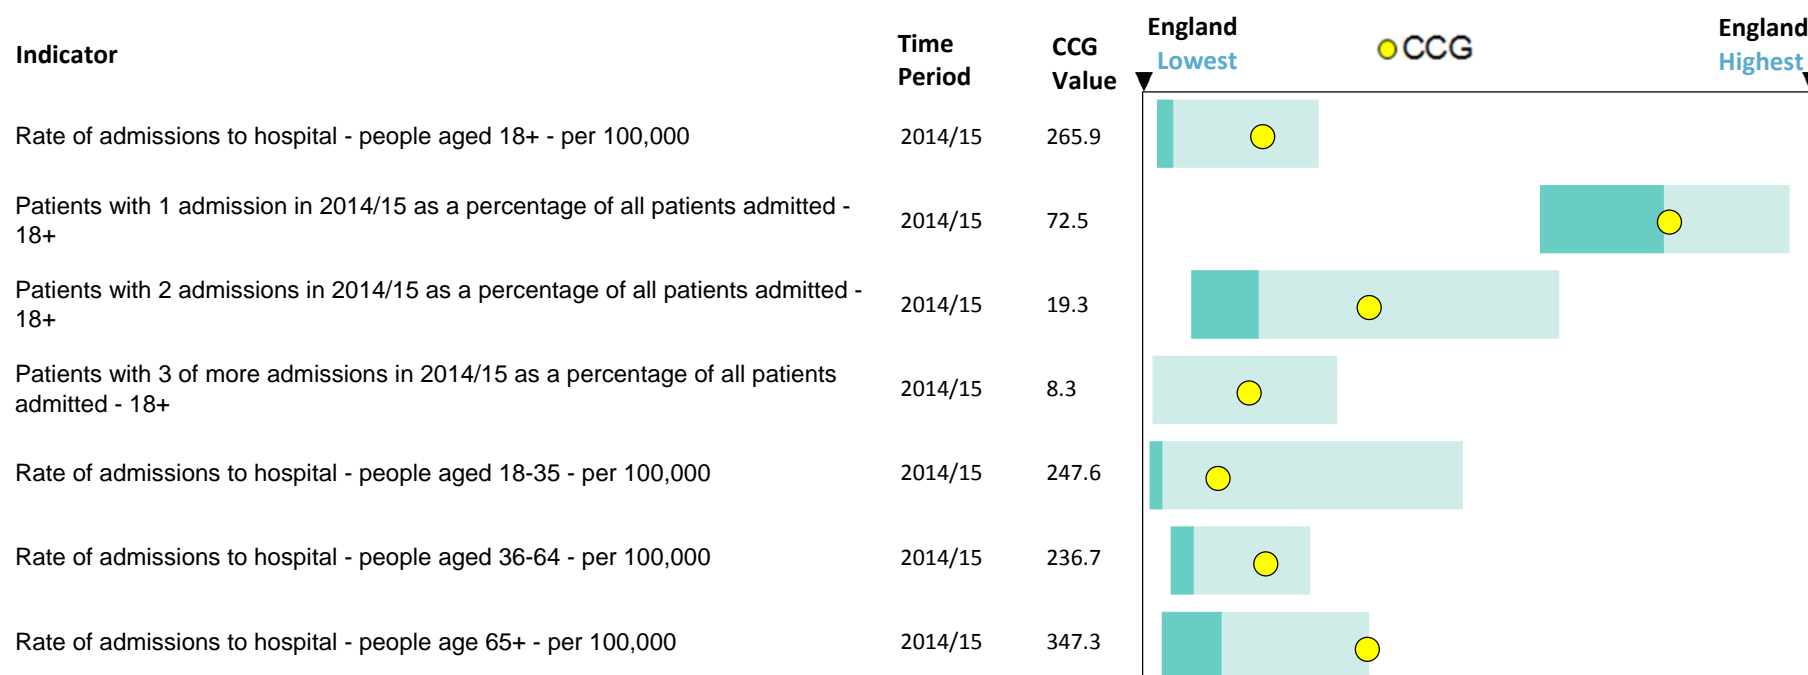 Indicator
Time Period
CCG Value
England Lowest
CCG
England Highest
Rate of admissions to hospital - people aged 18+ - per 100,000 2014/15 265.9
Patients with 1 admission in 2014/15 as a percentage of all patients admitted -
18+
2014/15 72.5
Patients with 2 admissions in 2014/15 as a percentage of all patients admitted -
18+
2014/15 19.3
Patients with 3 of more admissions in 2014/15 as a percentage of all patients
admitted - 18+
2014/15 8.3
Rate of admissions to hospital - people aged 18-35 - per 100,000 2014/15 247.6
Rate of admissions to hospital - people aged 36-64 - per 100,000 2014/15 236.7
Rate of admissions to hospital - people age 65+ - per 100,000 2014/15 347.3